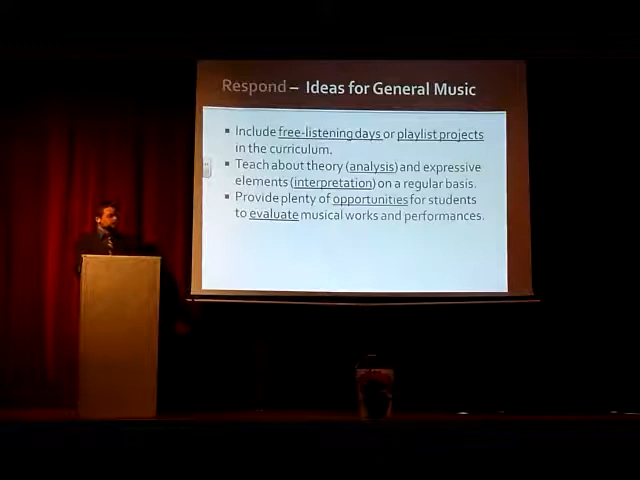 Respond – Ideas for General Music
▪ Include free-listening days or playlist projects
in the curriculum.
▪ Teach about theory (analysis) and expressive
elements (interpretation) on a regular basis.
▪ Provide plenty of opportunities for students
to evaluate musical works and performances.